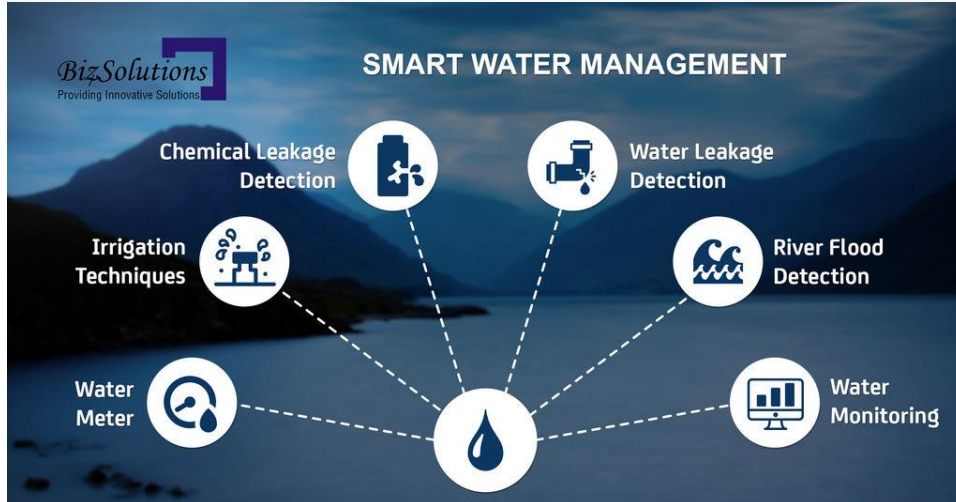 Biz4Solutions
Providing Innovative Solutions
SMART WATER MANAGEMENT
Chemical Leakage
Detection
Water Leakage
Detection
Irrigation
Techniques
River Flood
Detection
Water
Meter
Water
Monitoring